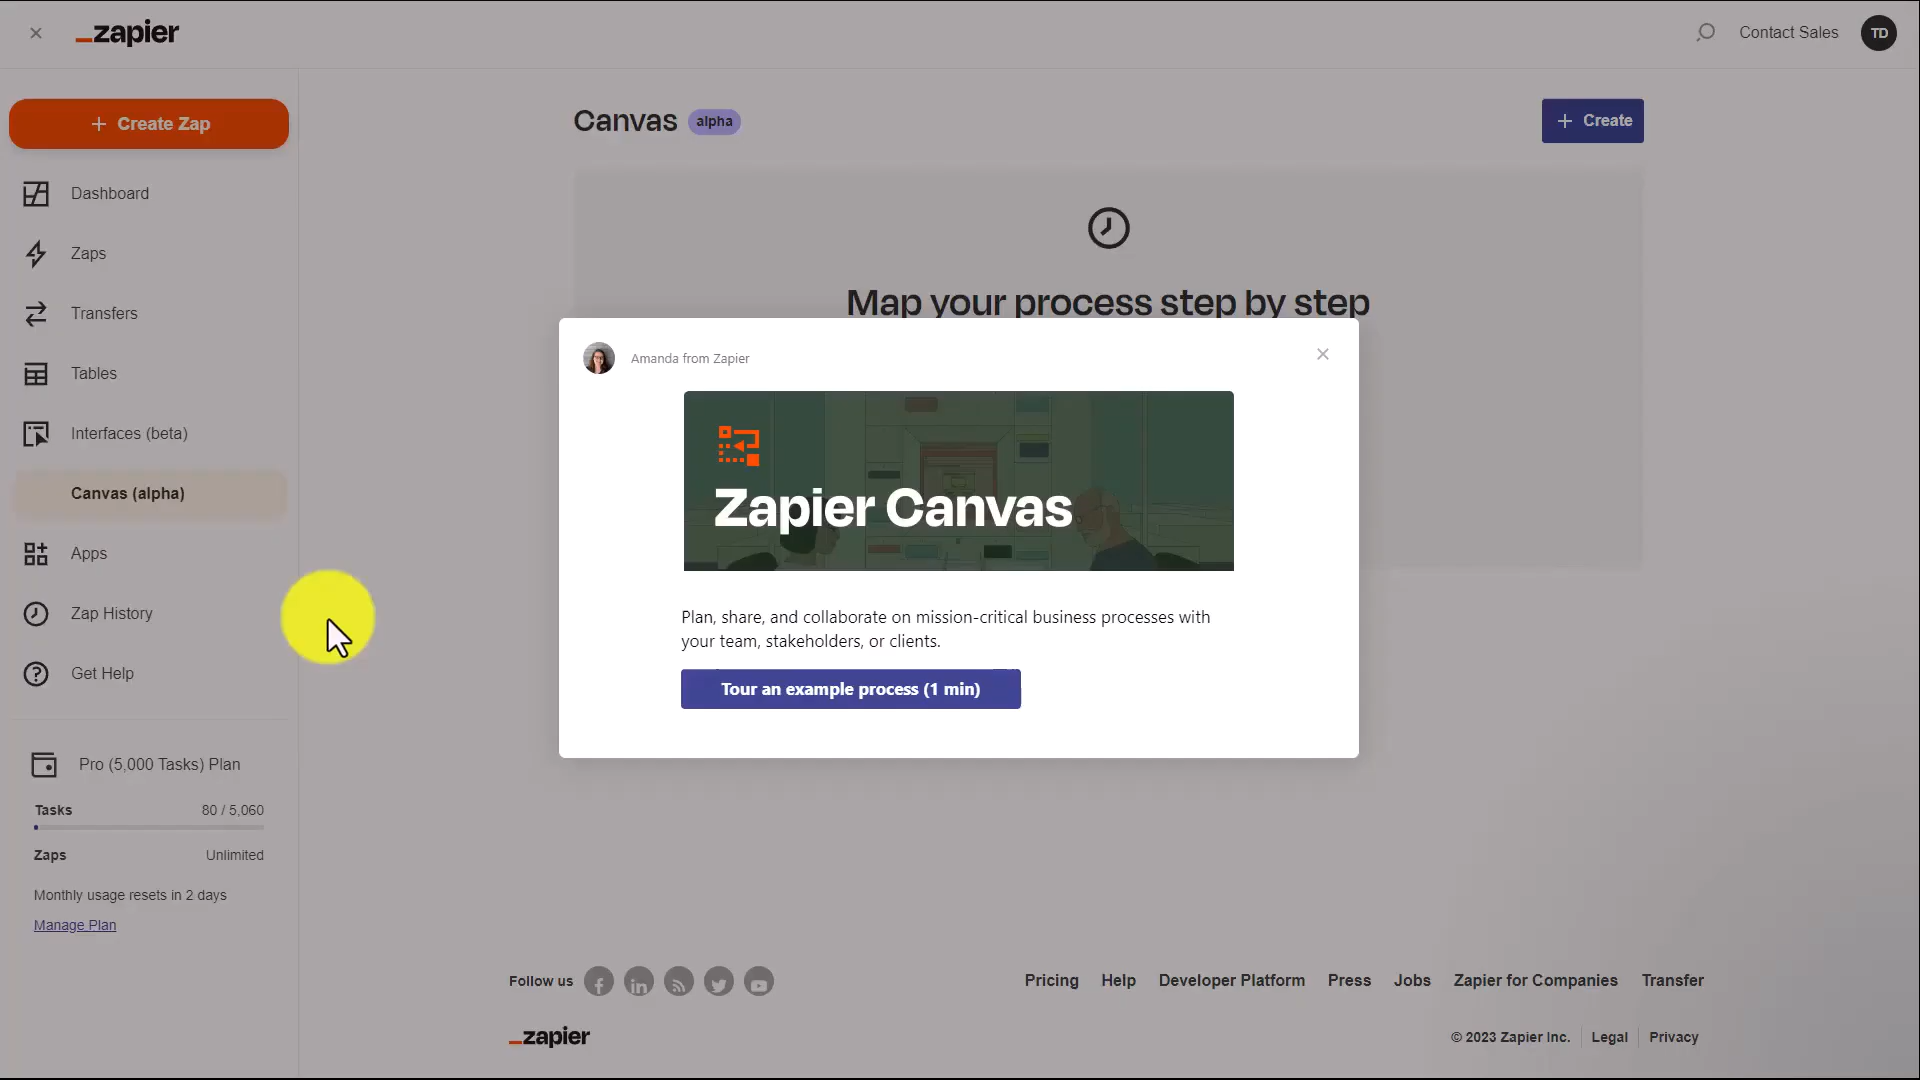 zapier
Contact Sales
TD
+ Create Zap
Dashboard
Zaps
Transfers
Tables
Interfaces (beta)
Canvas (alpha)
Apps
Zap History
Get Help
Pro (5,000 Tasks) Plan
Tasks 80 / 5,060
Zaps Unlimited
Monthly usage resets in 2 days
Manage Plan
Canvas alpha
+ Create
Map your process step by step
Amanda from Zapier
Zapier Canvas
Plan, share, and collaborate on mission-critical business processes with
your team, stakeholders, or clients.
Tour an example process (1 min)
Follow us
Pricing Help Developer Platform Press Jobs Zapier for Companies Transfer
zapier
© 2023 Zapier Inc. Legal Privacy